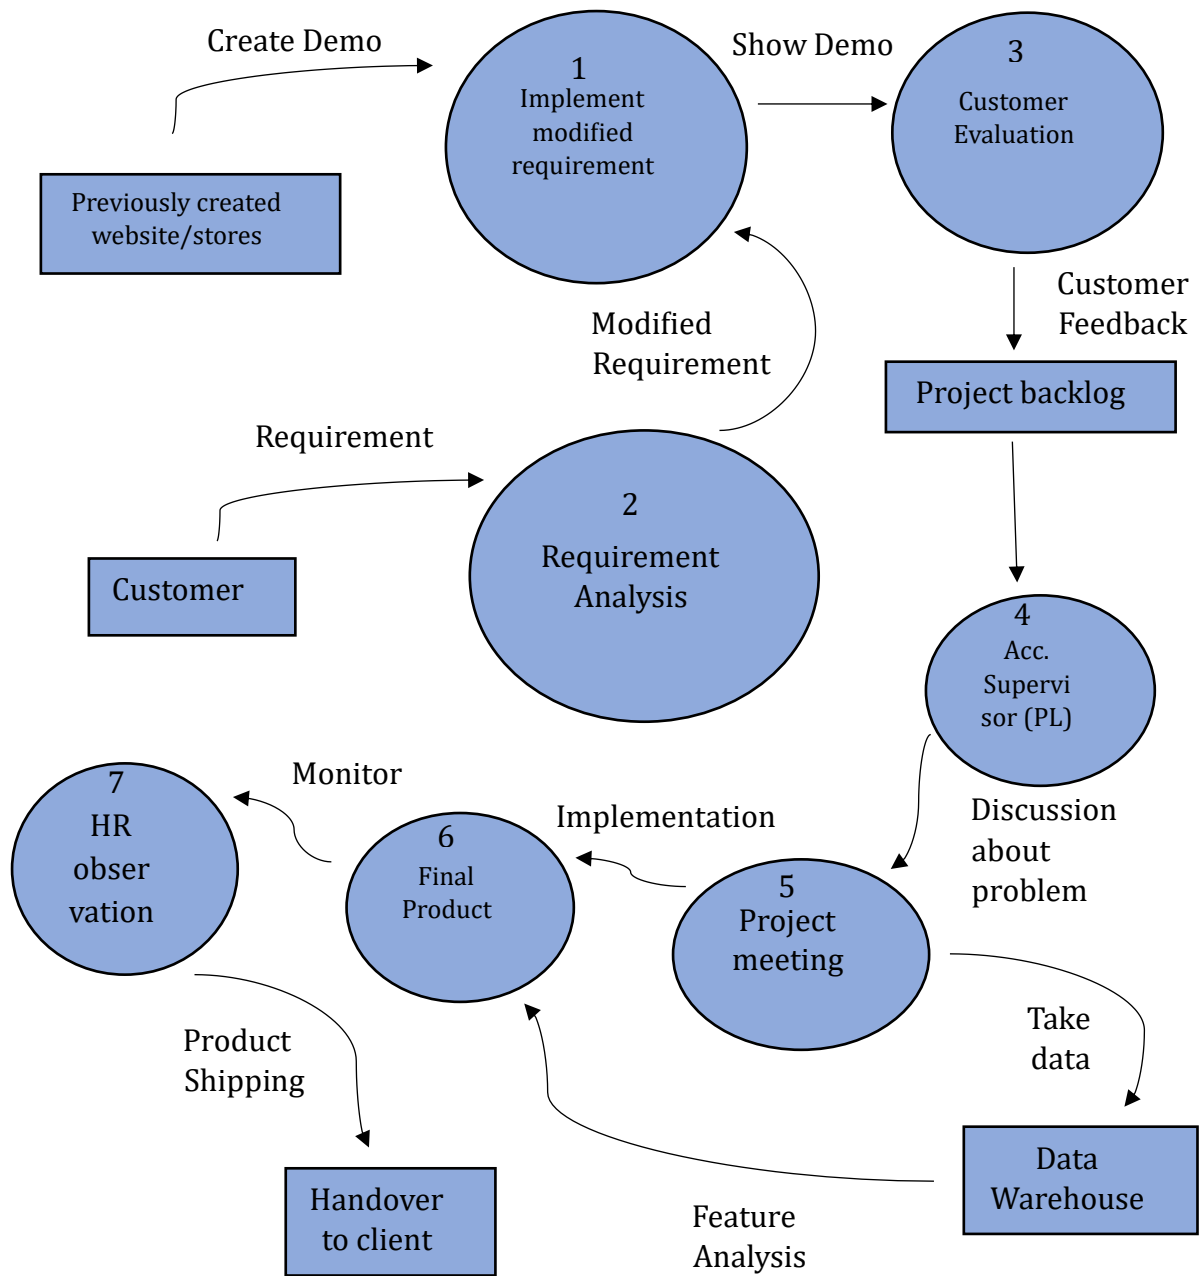 Create Demo
1
Implement
modified
requirement
Show Demo
3
Customer
Evaluation
Previously created
website/stores
Modified
Requirement
Customer
Feedback
Project backlog
Requirement
2
Requirement
Analysis
Customer
4
Acc.
Supervi
sor (PL)
Discussion
about
problem
7
HR
obser
vation
Monitor
6
Final
Product
Implementation
5
Project
meeting
Take
data
Product
Shipping
Handover
to client
Feature
Analysis
Data
Warehouse